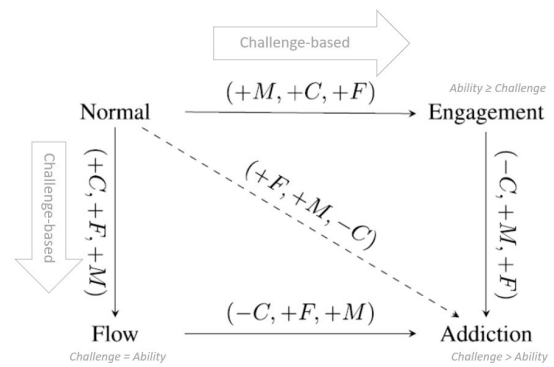 Challenge-based
(+M, +C, +F)
Ability ≥ Challenge
Normal
Engagement
Challenge-based
(+C, +F, +M)
(+F, +M, −C)
(−C, +M, +F)
(−C, +F, +M)
Flow
Addiction
Challenge = Ability
Challenge > Ability